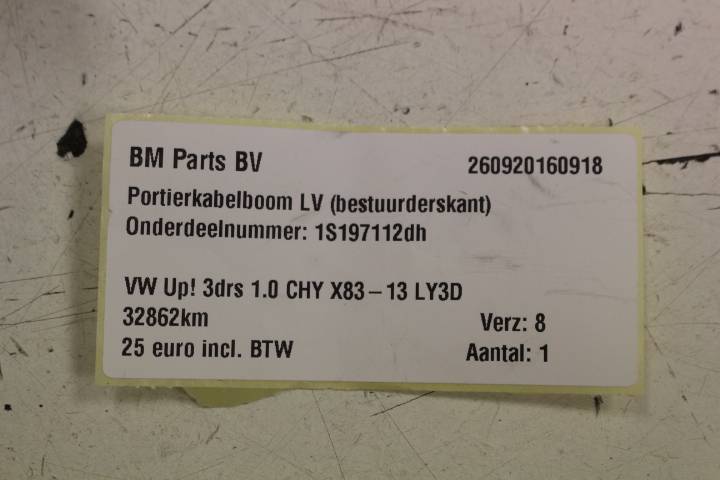 BM Parts BV 260920160918
Portierkabelboom LV (bestuurderskant)
Onderdeelnummer: 1S197112dh
VW Up! 3drs 1.0 CHY X83-13 LY3D
32862km Verz: 8
25 euro incl. BTW Aantal: 1